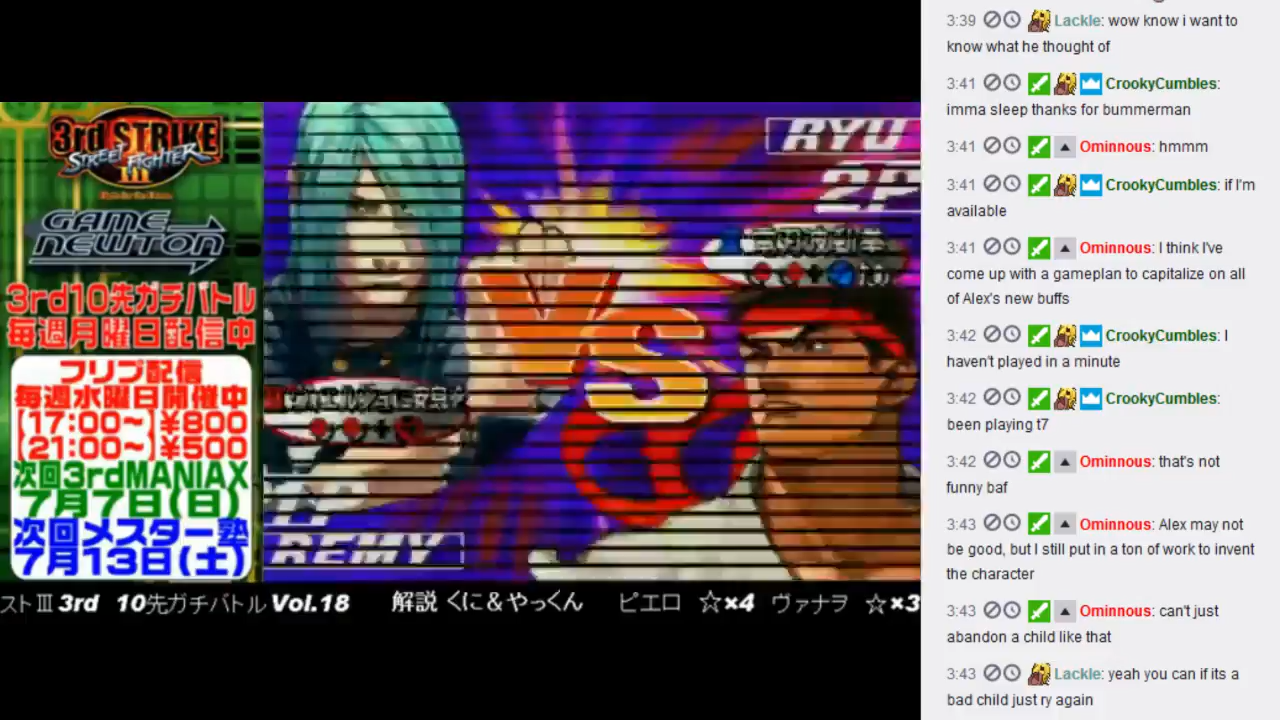 3rd STRIKE
STREET FIGHTER
III
GAME
NEWTON
3rd10先ガチバトル
毎週月曜日配信中
フリプ配信
毎週水曜日開催中
[17:00~]¥800
[21:00~]¥500
次回3rdMANIAX
7月7日(日)
次回メスター塾
7月13日(土)
RYU
2P
VS
REMY
ストIII 3rd 10先ガチバトル Vol.18 解説 くに&やっくん ピエロ ☆×4 ヴァナヲ ☆×3
3:39 Lackle: wow know i want to
know what he thought of
3:41 CrookyCumbles:
imma sleep thanks for bummerman
3:41 Ominnous: hmmm
3:41 CrookyCumbles: if I'm
available
3:41 Ominnous: I think I've
come up with a gameplan to capitalize on all
of Alex's new buffs
3:42 CrookyCumbles: I
haven't played in a minute
3:42 CrookyCumbles:
been playing t7
3:42 Ominnous: that's not
funny baf
3:43 Ominnous: Alex may not
be good, but I still put in a ton of work to invent
the character
3:43 Ominnous: can't just
abandon a child like that
3:43 Lackle: yeah you can if its a
bad child just ry again